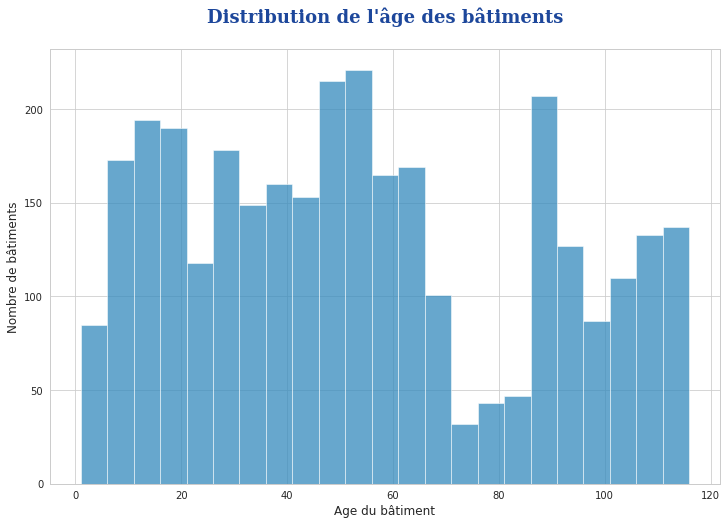 Distribution de l'âge des bâtiments
Nombre de bâtiments
200
150
100
50
0
0 20 40 60 80 100 120
Age du bâtiment